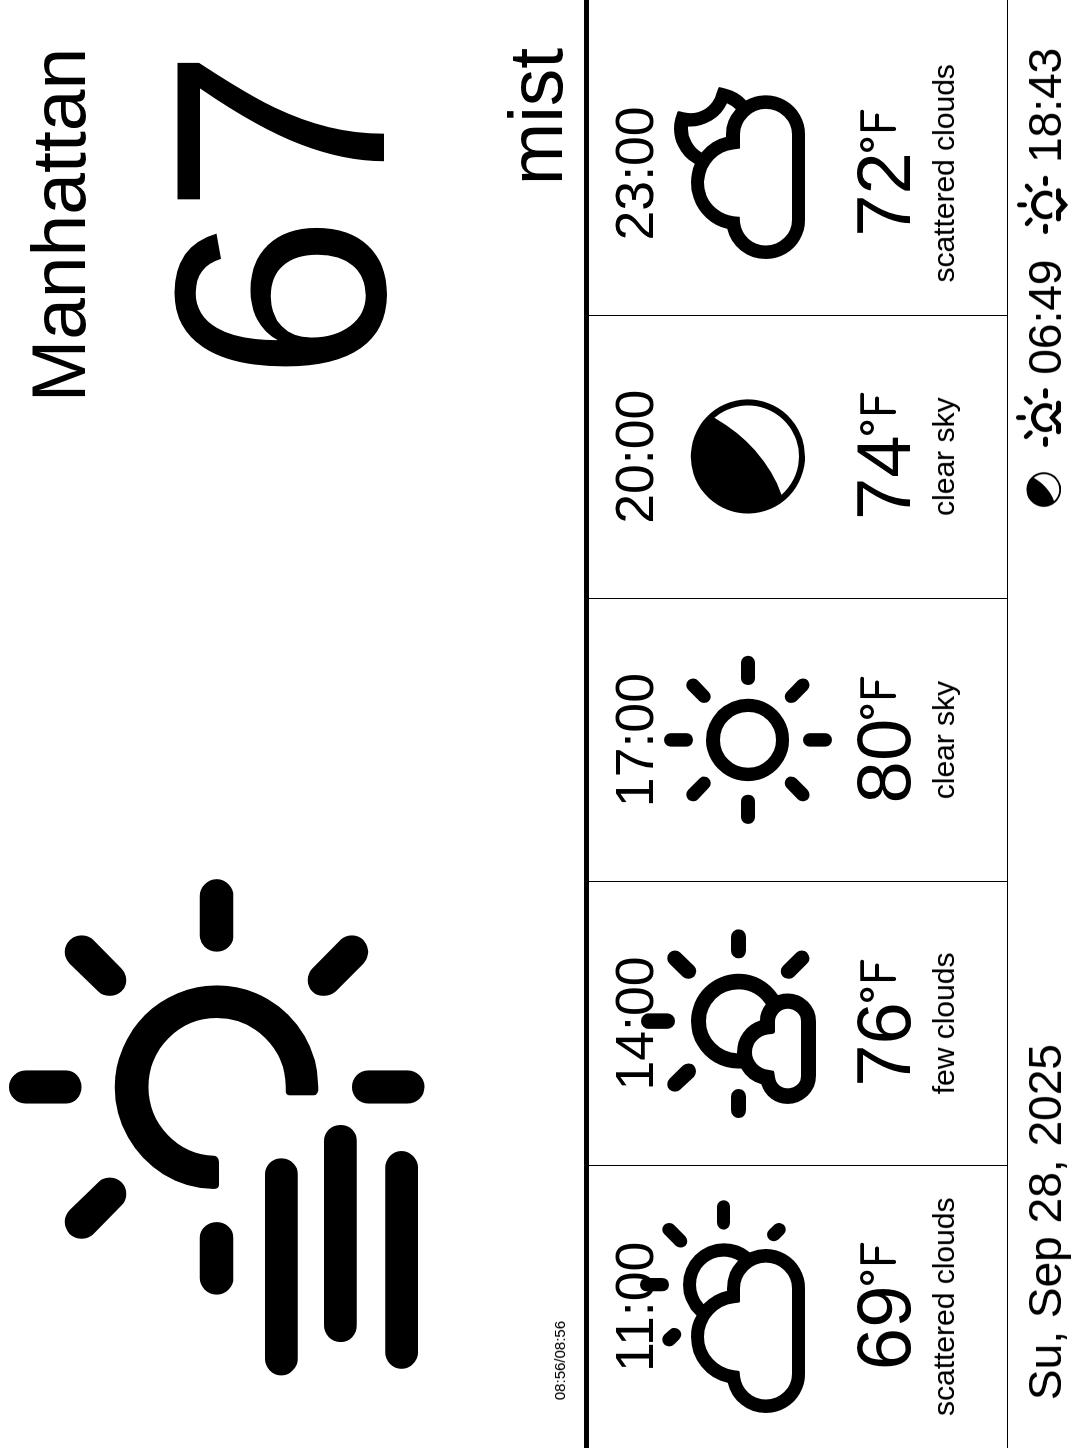 Manhattan
67
mist
08:56/08:56
11:00 14:00 17:00 20:00 23:00
69°F 76°F 80°F 74°F 72°F
scattered clouds few clouds clear sky clear sky scattered clouds
Su, Sep 28, 2025 06:49 18:43